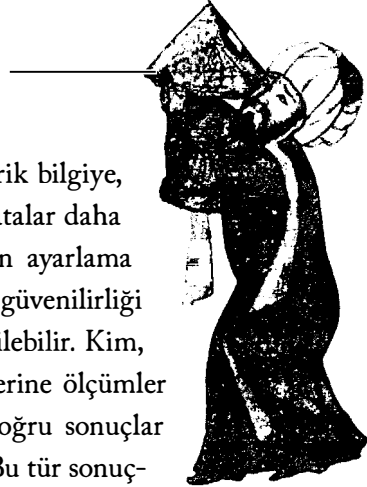 rik bilgiye,
atalar daha
n ayarlama
güvenilirliği
ilebilir. Kim,
erine ölçümler
oğru sonuçlar
Bu tür sonuç-